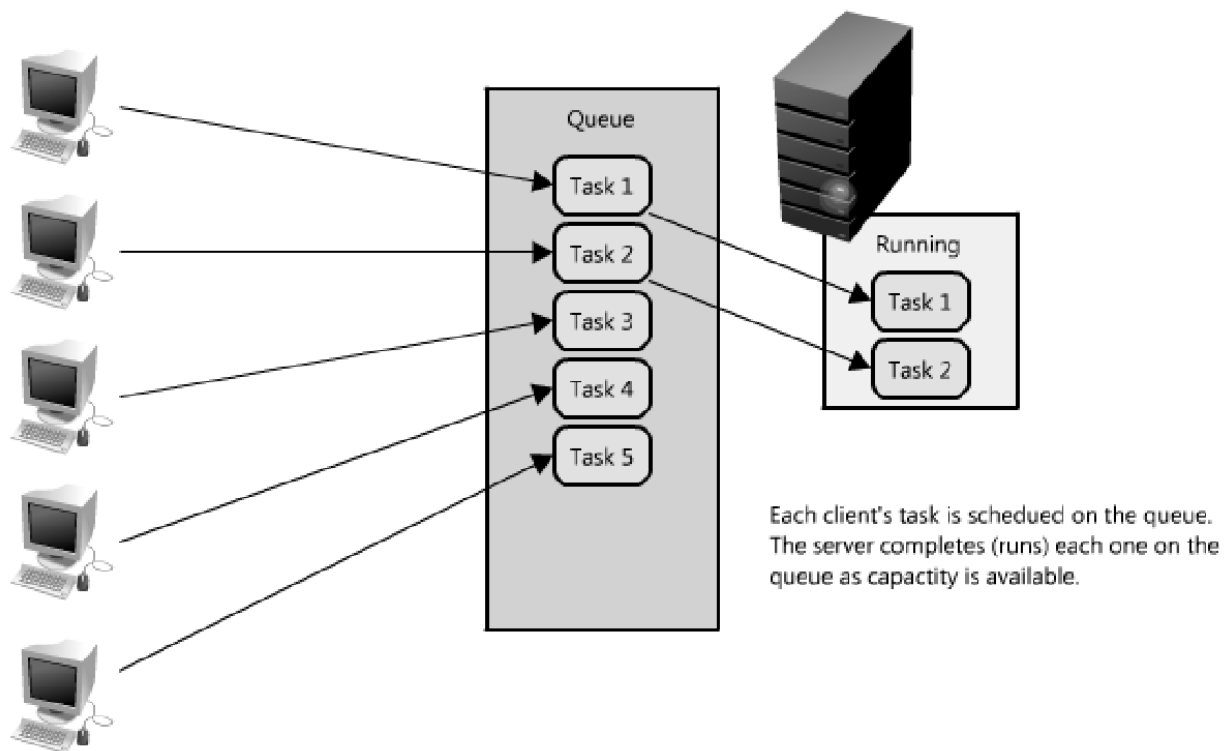 Queue
Task 1
Task 2
Task 3
Task 4
Task 5
Running
Task 1
Task 2
Each client's task is schedued on the queue.
The server completes (runs) each one on the
queue as capactity is available.